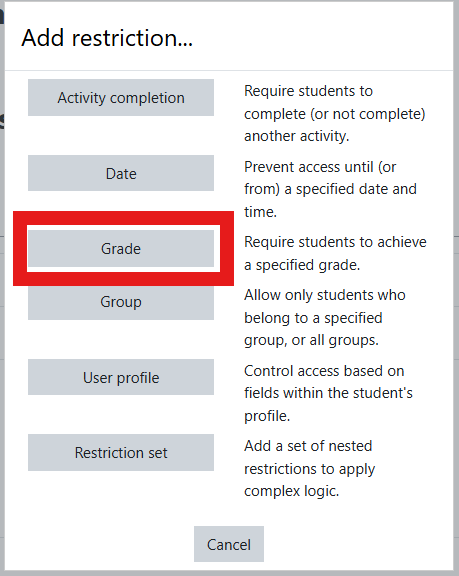 Add restriction...
Activity completion
Require students to
complete (or not complete)
another activity.
Date
Prevent access until (or
from) a specified date and
time.
Grade
Require students to achieve
a specified grade.
Group
Allow only students who
belong to a specified
group, or all groups.
User profile
Control access based on
fields within the student's
profile.
Restriction set
Add a set of nested
restrictions to apply
complex logic.
Cancel